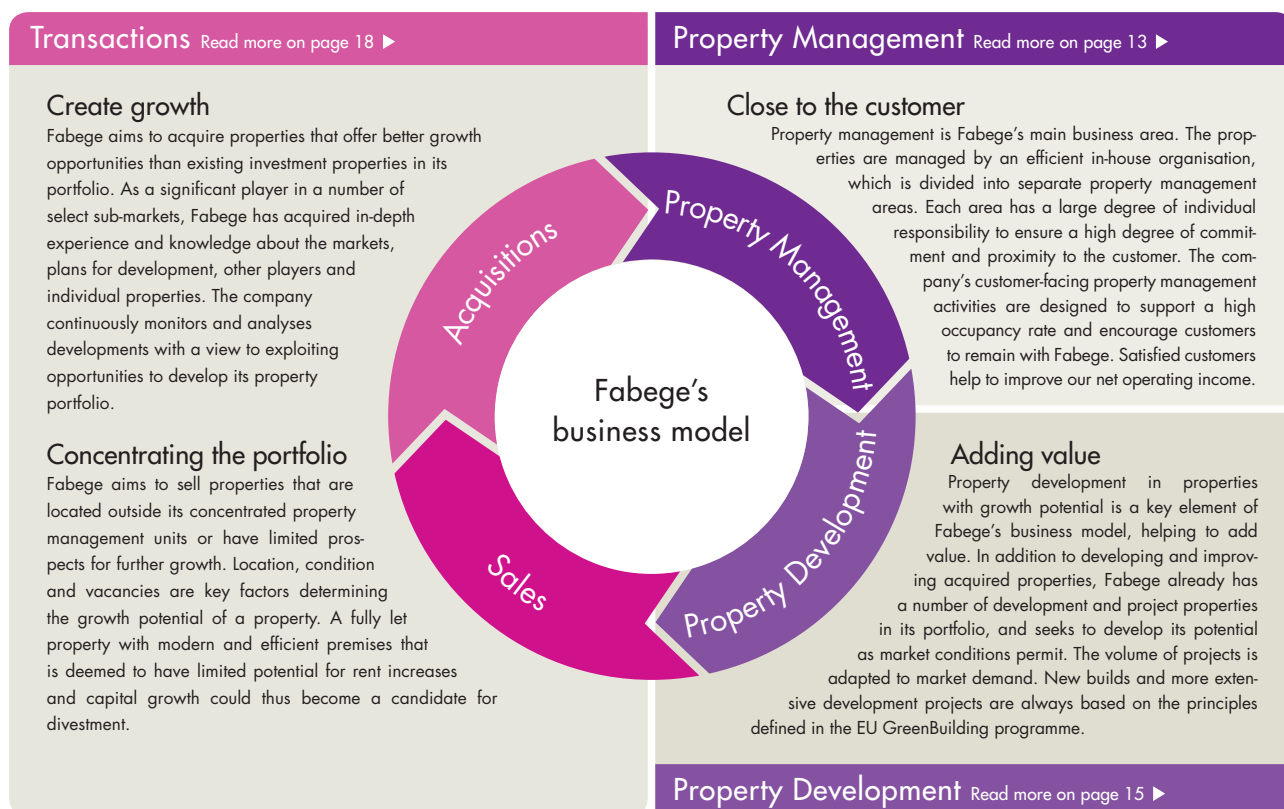 Transactions Read more on page 18 ▶
Create growth
Fabege aims to acquire properties that offer better growth
opportunities than existing investment properties in its
portfolio. As a significant player in a number of
select sub-markets, Fabege has acquired in-depth
experience and knowledge about the markets,
plans for development, other players and
individual properties. The company
continuously monitors and analyses
developments with a view to exploiting
opportunities to develop its property
portfolio.
Concentrating the portfolio
Fabege aims to sell properties that are
located outside its concentrated property
management units or have limited pros-
pects for further growth. Location, condition
and vacancies are key factors determining
the growth potential of a property. A fully let
property with modern and efficient premises that
is deemed to have limited potential for rent increases
and capital growth could thus become a candidate for
divestment.
Acquisitions
Property Management
Property Development
Sales
Fabege's
business model
Property Management Read more on page 13 ▶
Close to the customer
Property management is Fabege's main business area. The prop-
erties are managed by an efficient in-house organisation,
which is divided into separate property management
areas. Each area has a large degree of individual
responsibility to ensure a high degree of commit-
ment and proximity to the customer. The com-
pany's customer-facing property management
activities are designed to support a high
occupancy rate and encourage customers
to remain with Fabege. Satisfied customers
help to improve our net operating income.
Adding value
Property development in properties
with growth potential is a key element of
Fabege's business model, helping to add
value. In addition to developing and improv-
ing acquired properties, Fabege already has
a number of development and project properties
in its portfolio, and seeks to develop its potential
as market conditions permit. The volume of projects is
adapted to market demand. New builds and more exten-
sive development projects are always based on the principles
defined in the EU GreenBuilding programme.
Property Development Read more on page 15 ▶